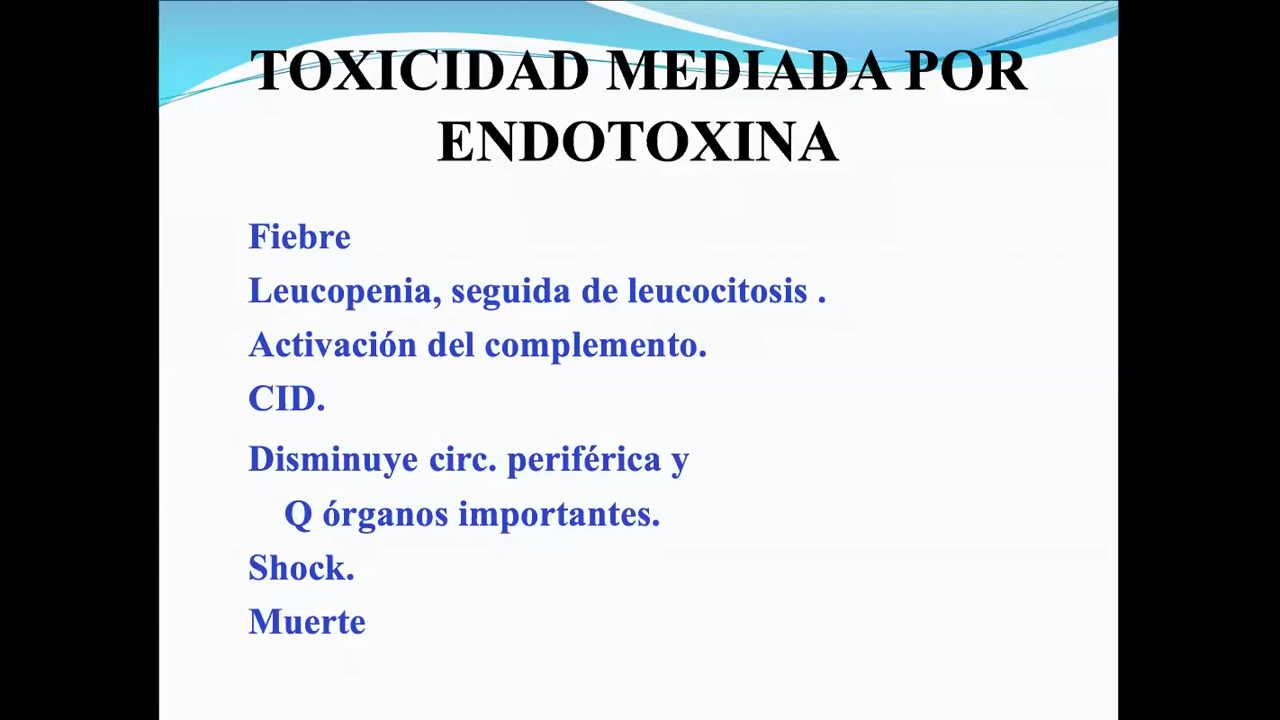 TOXICIDAD MEDIADA POR
ENDOTOXINA
Fiebre
Leucopenia, seguida de leucocitosis .
Activación del complemento.
CID.
Disminuye circ. periférica y
Q órganos importantes.
Shock.
Muerte